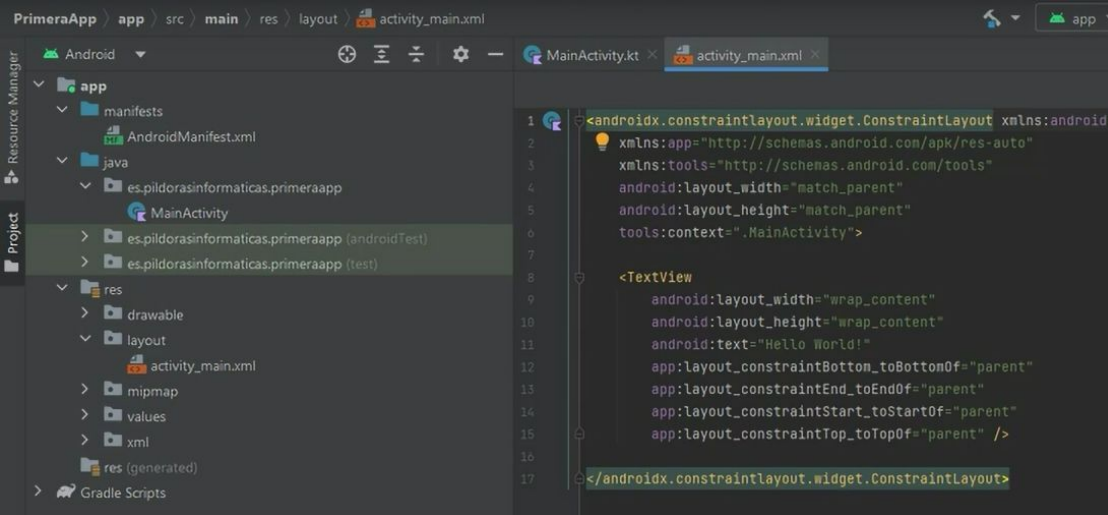 PrimeraApp > app > src > main > res > layout > activity_main.xml
app
Resource Manager
Project
Android
app
manifests
AndroidManifest.xml
java
es.pildorasinformaticas.primeraapp
MainActivity
es.pildorasinformaticas.primeraapp (androidTest)
es.pildorasinformaticas.primeraapp (test)
res
drawable
layout
activity_main.xml
mipmap
values
xml
res (generated)
Gradle Scripts
MainActivity.kt
activity_main.xml
1 <androidx.constraintlayout.widget.ConstraintLayout xmlns:android
2 xmlns:app="http://schemas.android.com/apk/res-auto"
3 xmlns:tools="http://schemas.android.com/tools"
4 android:layout_width="match_parent"
5 android:layout_height="match_parent"
6 tools:context=".MainActivity">
7
8 <TextView
9 android:layout_width="wrap_content"
10 android:layout_height="wrap_content"
11 android:text="Hello World!"
12 app:layout_constraintBottom_toBottomOf="parent"
13 app:layout_constraintEnd_toEndOf="parent"
14 app:layout_constraintStart_toStartOf="parent"
15 app:layout_constraintTop_toTopOf="parent" />
16
17 </androidx.constraintlayout.widget.ConstraintLayout>